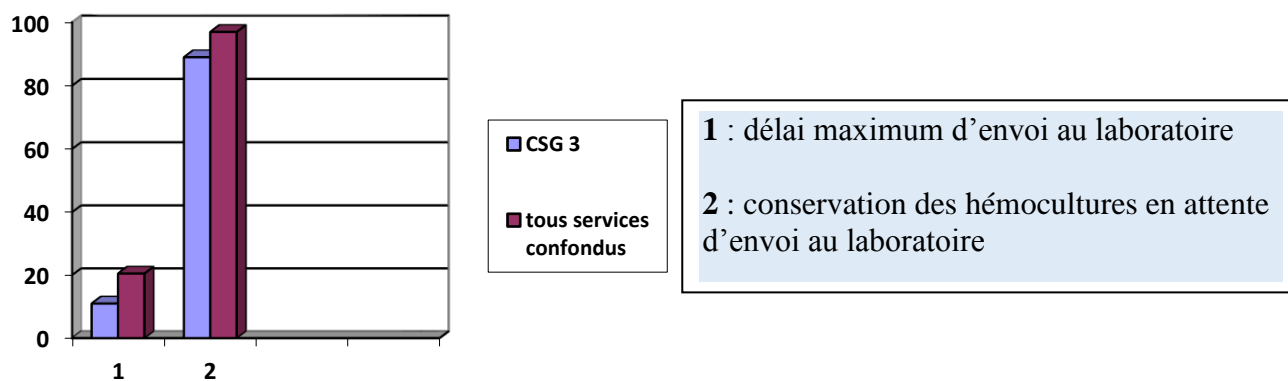 100
80
60
40
20
0
1
2
CSG 3
tous services
confondus
1 : délai maximum d'envoi au laboratoire
2 : conservation des hémocultures en attente
d'envoi au laboratoire